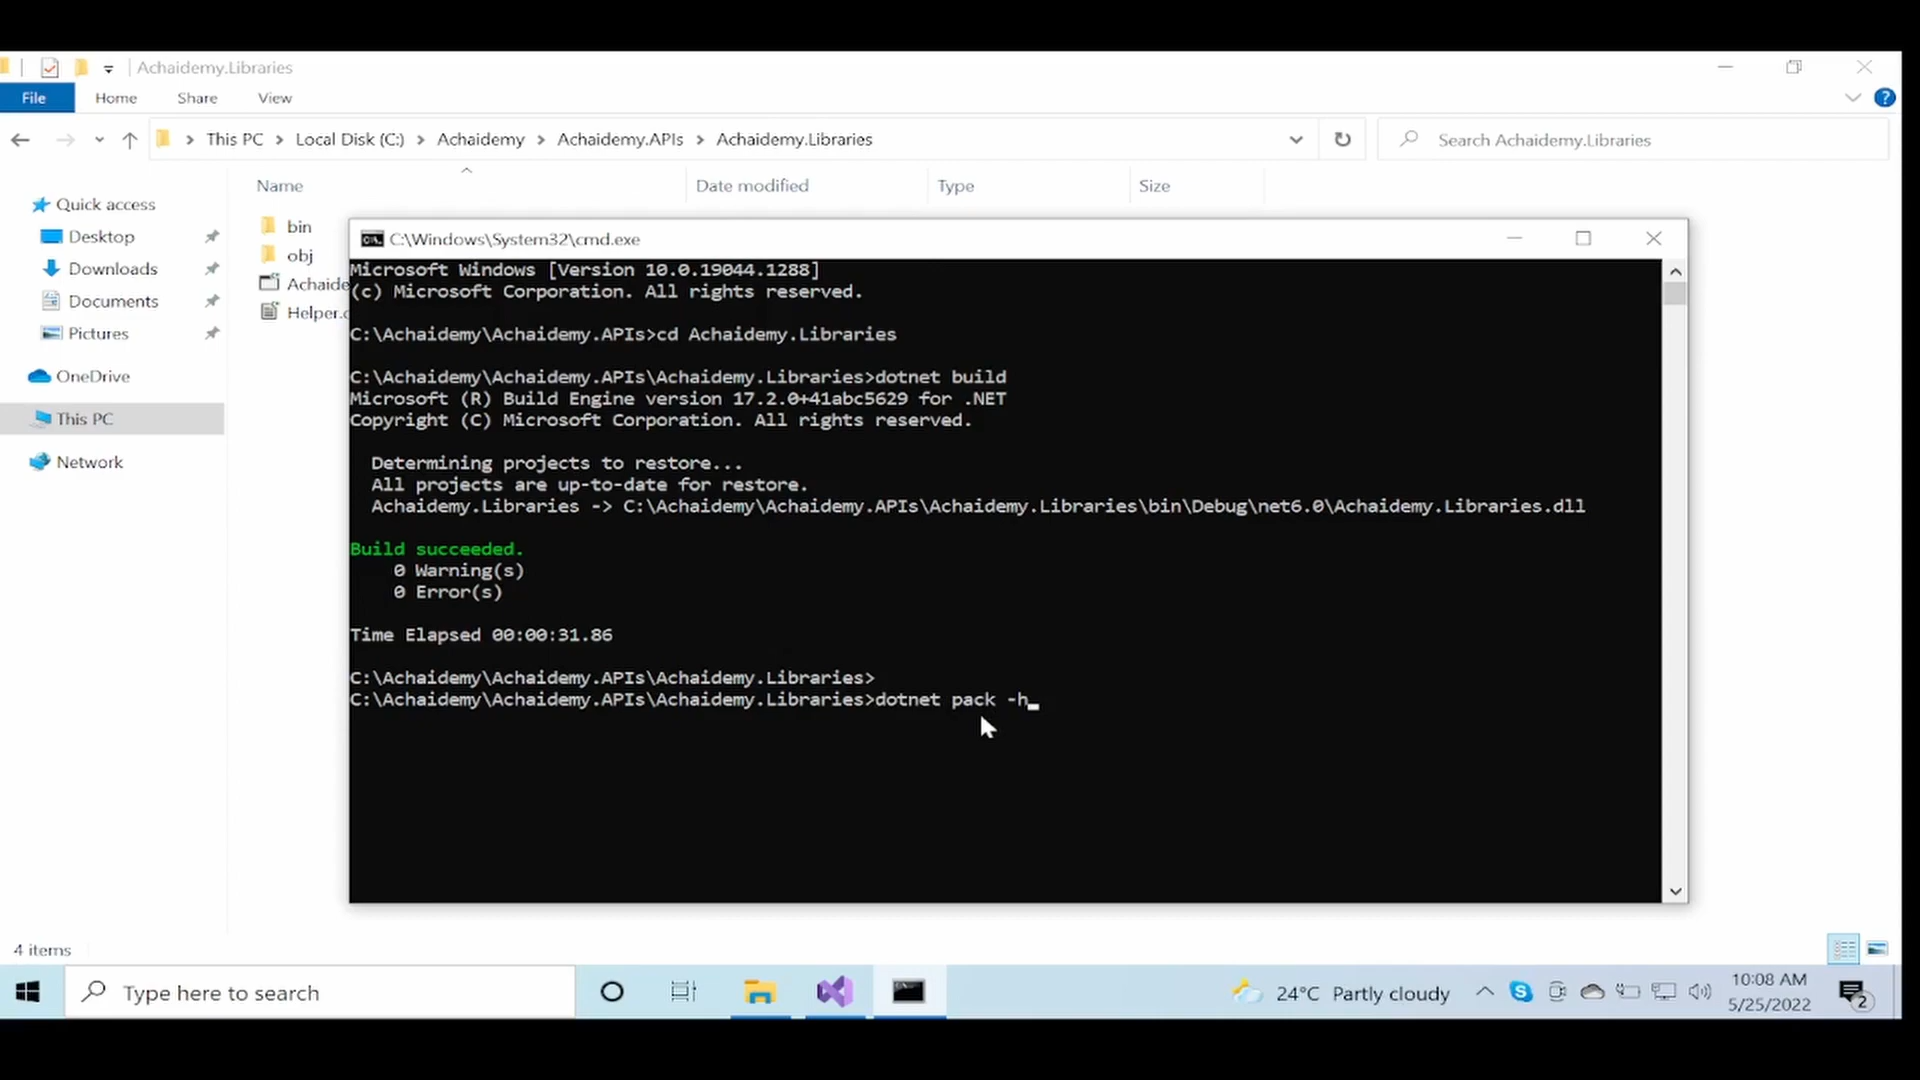 Achaidemy.Libraries
File
Home
Share
View
This PC
Local Disk (C:)
Achaidemy
Achaidemy.APIs
Achaidemy.Libraries
Search Achaidemy.Libraries
Name
Date modified
Type
Size
Quick access
Desktop
Downloads
Documents
Pictures
OneDrive
This PC
Network
bin
obj
Achaide
Helper.
C:\Windows\System32\cmd.exe
Microsoft Windows [Version 10.0.19044.1288]
(c) Microsoft Corporation. All rights reserved.
C:\Achaidemy\Achaidemy.APIs>cd Achaidemy.Libraries
C:\Achaidemy\Achaidemy.APIs\Achaidemy.Libraries>dotnet build
Microsoft (R) Build Engine version 17.2.0+41abc5629 for .NET
Copyright (C) Microsoft Corporation. All rights reserved.
Determining projects to restore...
All projects are up-to-date for restore.
Achaidemy.Libraries -> C:\Achaidemy\Achaidemy.APIs\Achaidemy.Libraries\bin\Debug\net6.0\Achaidemy.Libraries.dll
Build succeeded.
0 Warning(s)
0 Error(s)
Time Elapsed 00:00:31.86
C:\Achaidemy\Achaidemy.APIs\Achaidemy.Libraries>
C:\Achaidemy\Achaidemy.APIs\Achaidemy.Libraries>dotnet pack -h_
4 items
Type here to search
24°C Partly cloudy
10:08 AM
5/25/2022
2